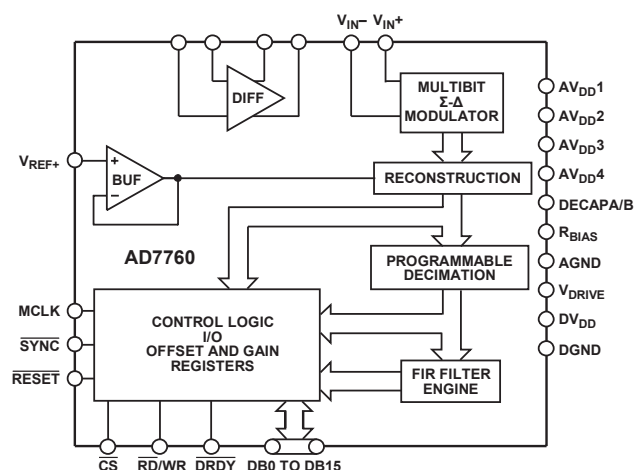 VIN– VIN+
DIFF
MULTIBIT
Σ-Δ
MODULATOR
AVDD1
AVDD2
AVDD3
AVDD4
DECAPA/B
RBIAS
AGND
VDRIVE
DVDD
DGND
VREF+
+
BUF
–
RECONSTRUCTION
AD7760
PROGRAMMABLE
DECIMATION
MCLK
SYNC
RESET
CONTROL LOGIC
I/O
OFFSET AND GAIN
REGISTERS
FIR FILTER
ENGINE
CS RD/WR DRDY DB0 TO DB15